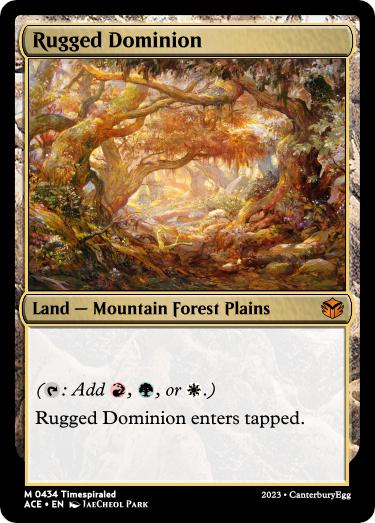 Rugged Dominion
Land — Mountain Forest Plains
(: Add , , or .)
Rugged Dominion enters tapped.
M 0434 Timespiraled
ACE • EN JaeCheol Park
2023 • CanterburyEgg